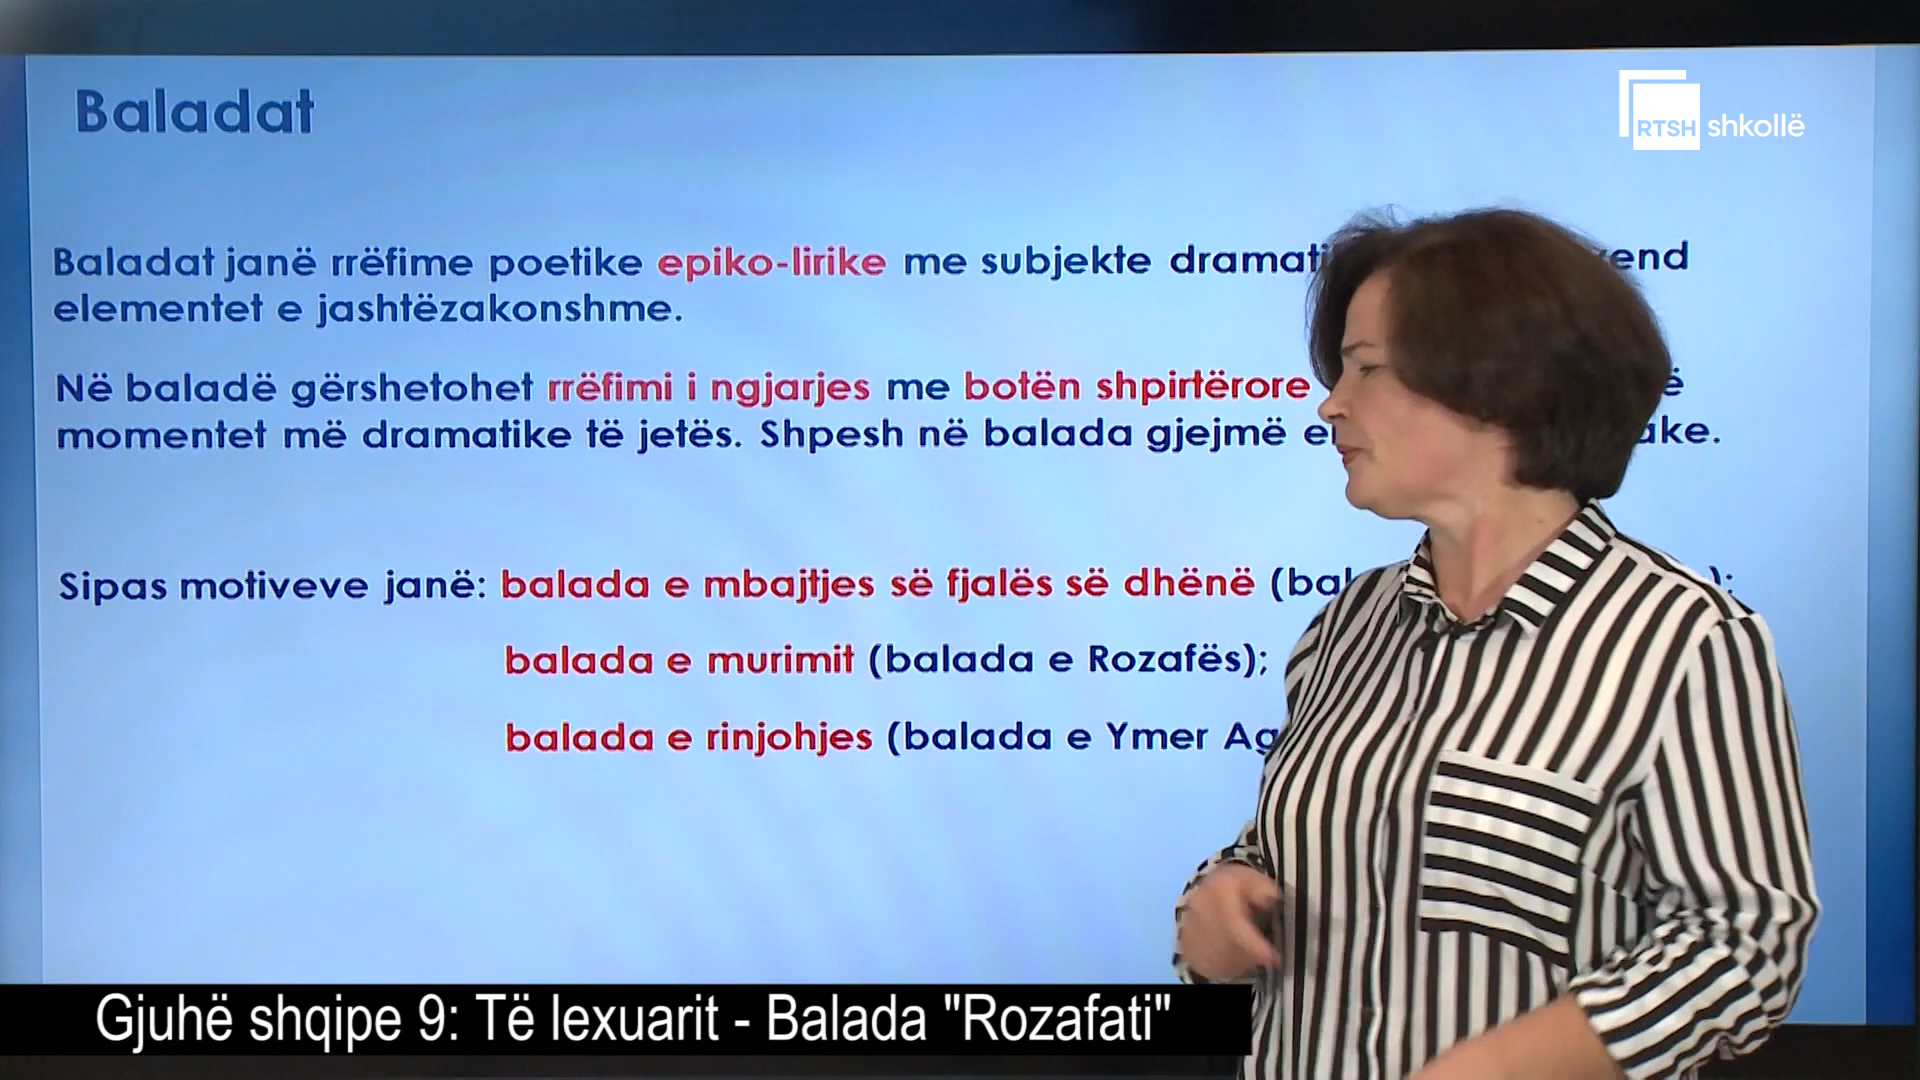 Baladat
RTSH shkollë
Baladat janë rrëfime poetike epiko-lirike me subjekte
elementet e jashtëzakonshme.
Në baladë gërshetohet rrëfimi i ngjarjes me botën shpirtërore
momentet më dramatike të jetës. Shpesh në balada gjejmë
Sipas motiveve janë: balada e mbajtjes së fjalës së dhënë
balada e murimit (balada e Rozafës);
balada e rinjohjes (balada e Ymer
Gjuhë shqipe 9: Të lexuarit - Balada "Rozafati"